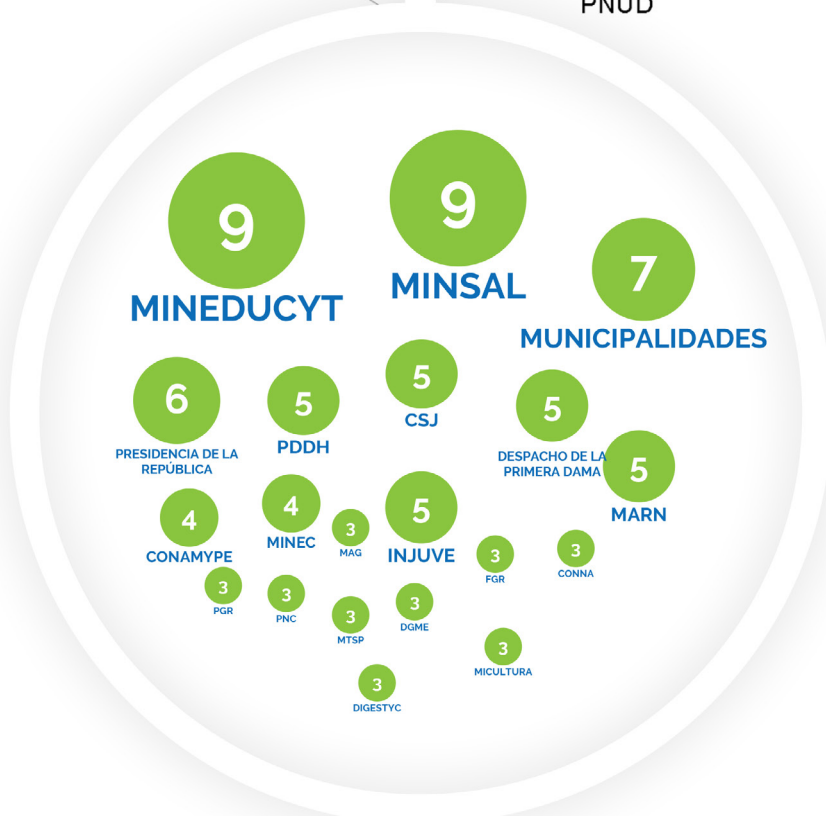 PNUD
9
MINEDUCYT
9
MINSAL
7
MUNICIPALIDADES
6
PRESIDENCIA DE LA
REPÚBLICA
5
PDDH
5
CSJ
5
DESPACHO DE LA
PRIMERA DAMA
5
MARN
4
CONAMYPE
4
MINEC
3
MAG
5
INJUVE
3
FGR
3
CONNA
3
PGR
3
PNC
3
MTSP
3
DGME
3
MICULTURA
3
DIGESTYC